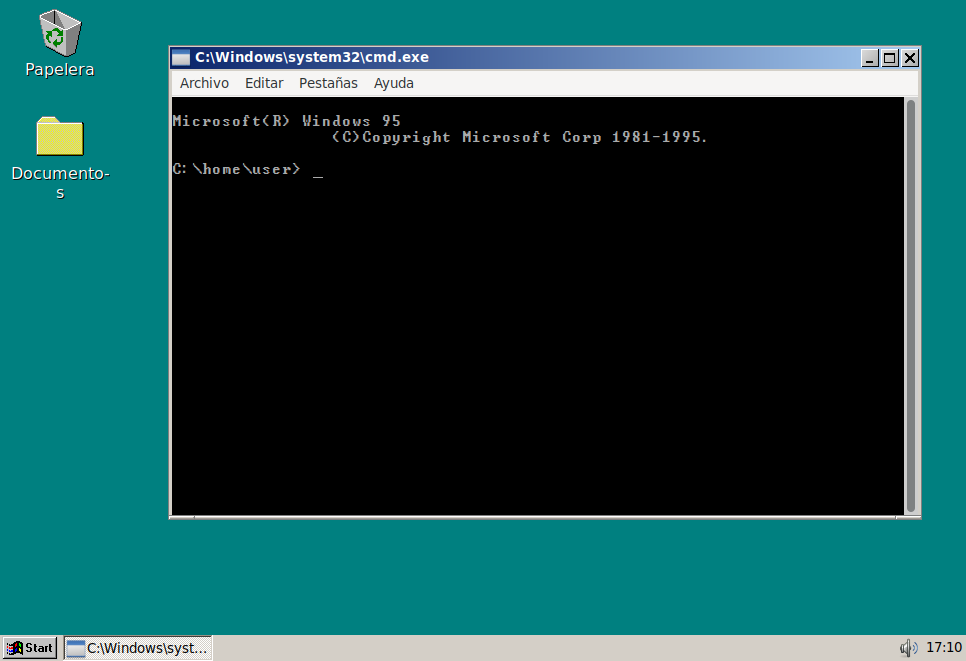 Papelera
Documento-
s
C:\Windows\system32\cmd.exe
Archivo Editar Pestañas Ayuda
Microsoft(R) Windows 95
(C)Copyright Microsoft Corp 1981-1995.
C:\home\user> _
Start C:\Windows\syst... 17:10